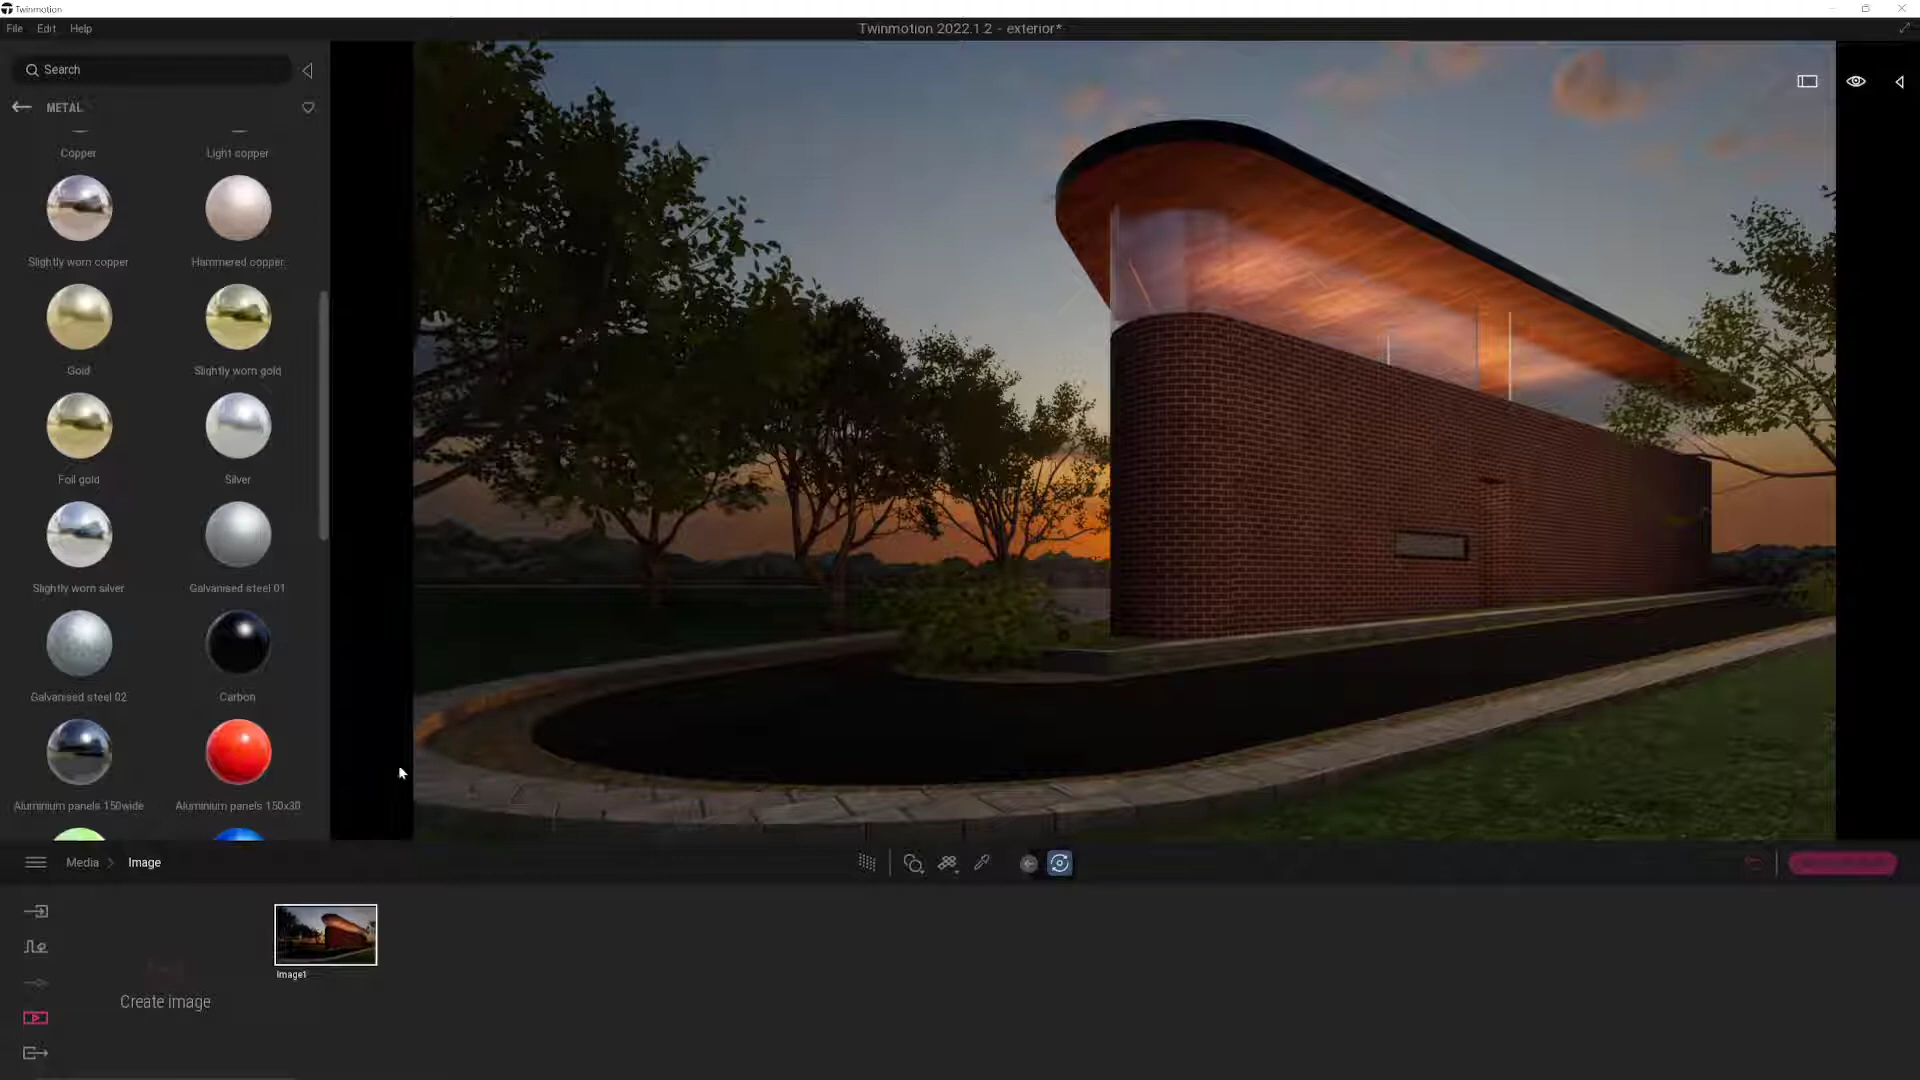 Twinmotion
File Edit Help
Twinmotion 2022.1.2 - exterior*
Search
METAL
Copper
Light copper
Slightly worn copper
Hammered copper
Gold
Slightly worn gold
Foil gold
Silver
Slightly worn silver
Galvanised steel 01
Galvanised steel 02
Carbon
Aluminium panels 150wide
Aluminium panels 150x30
Media
Image
Image1
Create image